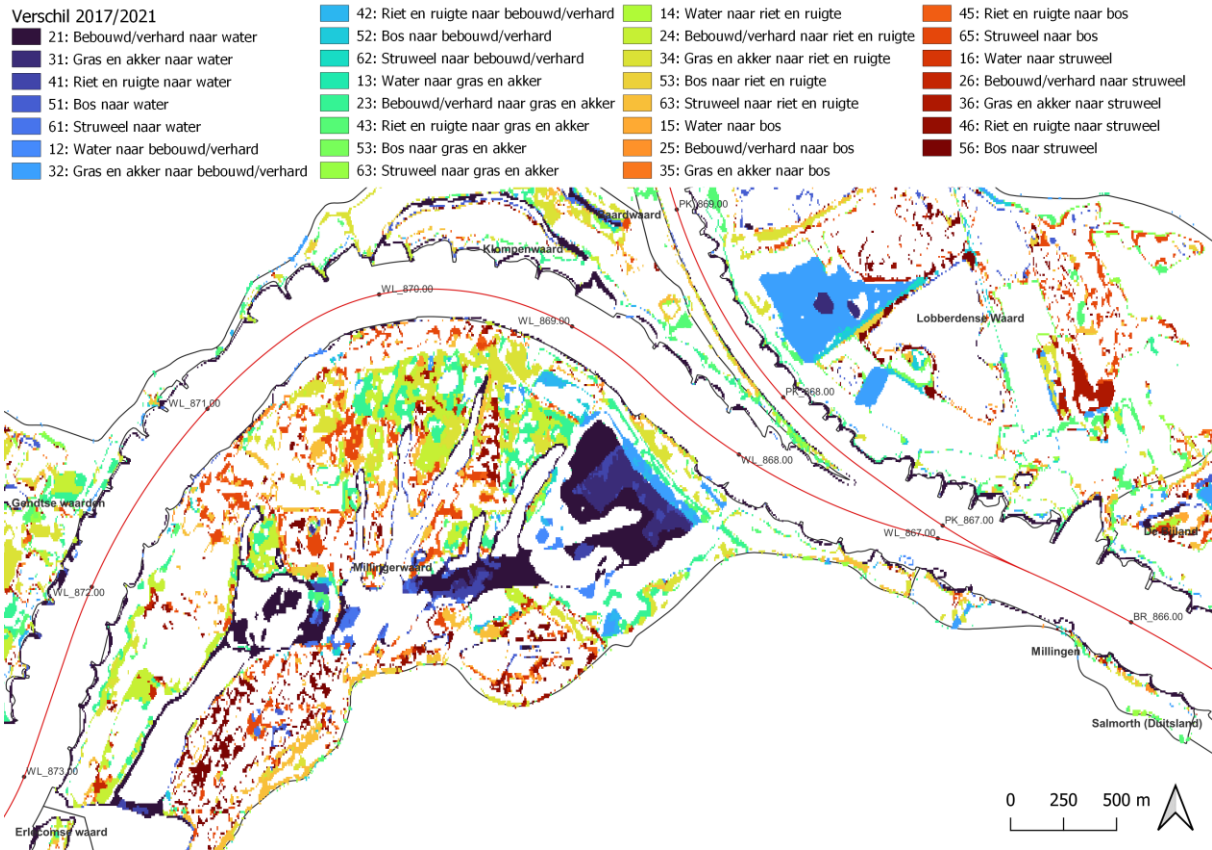 Verschil 2017/2021
21: Bebouwd/verhard naar water
31: Gras en akker naar water
41: Riet en ruigte naar water
51: Bos naar water
61: Struweel naar water
12: Water naar bebouwd/verhard
32: Gras en akker naar bebouwd/verhard
42: Riet en ruigte naar bebouwd/verhard
52: Bos naar bebouwd/verhard
62: Struweel naar bebouwd/verhard
13: Water naar gras en akker
23: Bebouwd/verhard naar gras en akker
43: Riet en ruigte naar gras en akker
53: Bos naar gras en akker
63: Struweel naar gras en akker
14: Water naar riet en ruigte
24: Bebouwd/verhard naar riet en ruigte
34: Gras en akker naar riet en ruigte
53: Bos naar riet en ruigte
63: Struweel naar riet en ruigte
15: Water naar bos
25: Bebouwd/verhard naar bos
35: Gras en akker naar bos
45: Riet en ruigte naar bos
65: Struweel naar bos
16: Water naar struweel
26: Bebouwd/verhard naar struweel
36: Gras en akker naar struweel
46: Riet en ruigte naar struweel
56: Bos naar struweel
PK_869.00
Klompenwaard
WL_870.00
WL_869.00
Lobberdense Waard
PK_868.00
WL_871.00
WL_868.00
Gendtse waarden
PK_867.00
WL_867.00
Millingerwaard
WL_872.00
BR_866.00
Millingen
Salmorth (Duitsland)
WL_873.00
0 250 500 m
Erlecomse waard